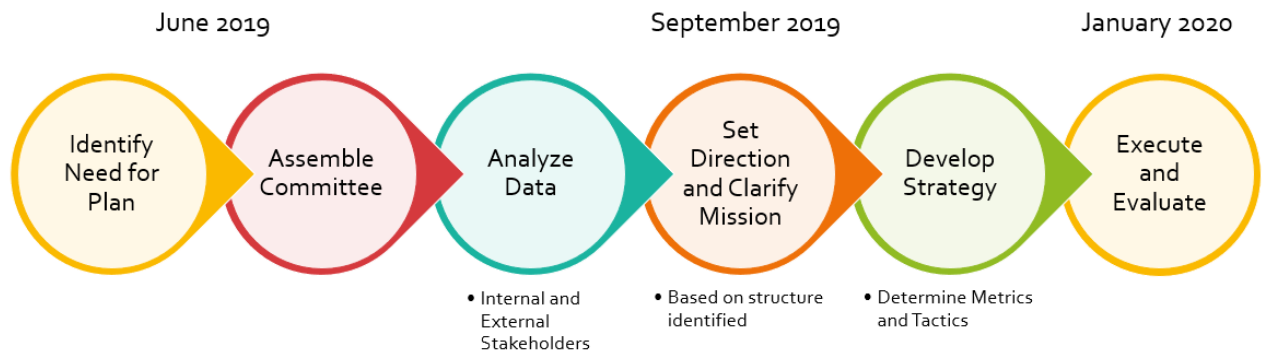 June 2019
September 2019
January 2020
Identify
Need for
Plan
Assemble
Committee
Analyze
Data
Set
Direction
and Clarify
Mission
Develop
Strategy
Execute
and
Evaluate
• Internal and
External
Stakeholders
• Based on structure
identified
• Determine Metrics
and Tactics